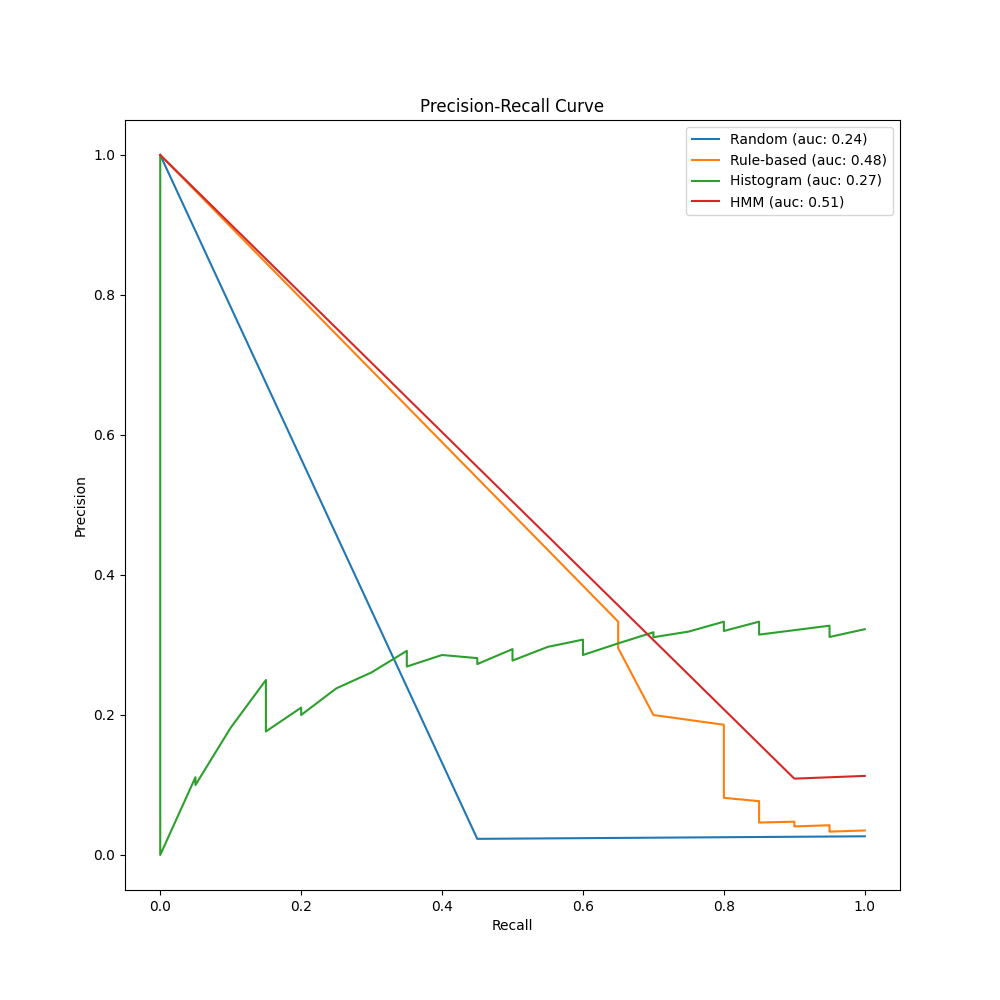 Precision-Recall Curve
Random (auc: 0.24)
Rule-based (auc: 0.48)
Histogram (auc: 0.27)
HMM (auc: 0.51)
Precision
1.0
0.8
0.6
0.4
0.2
0.0
0.0 0.2 0.4 0.6 0.8 1.0
Recall